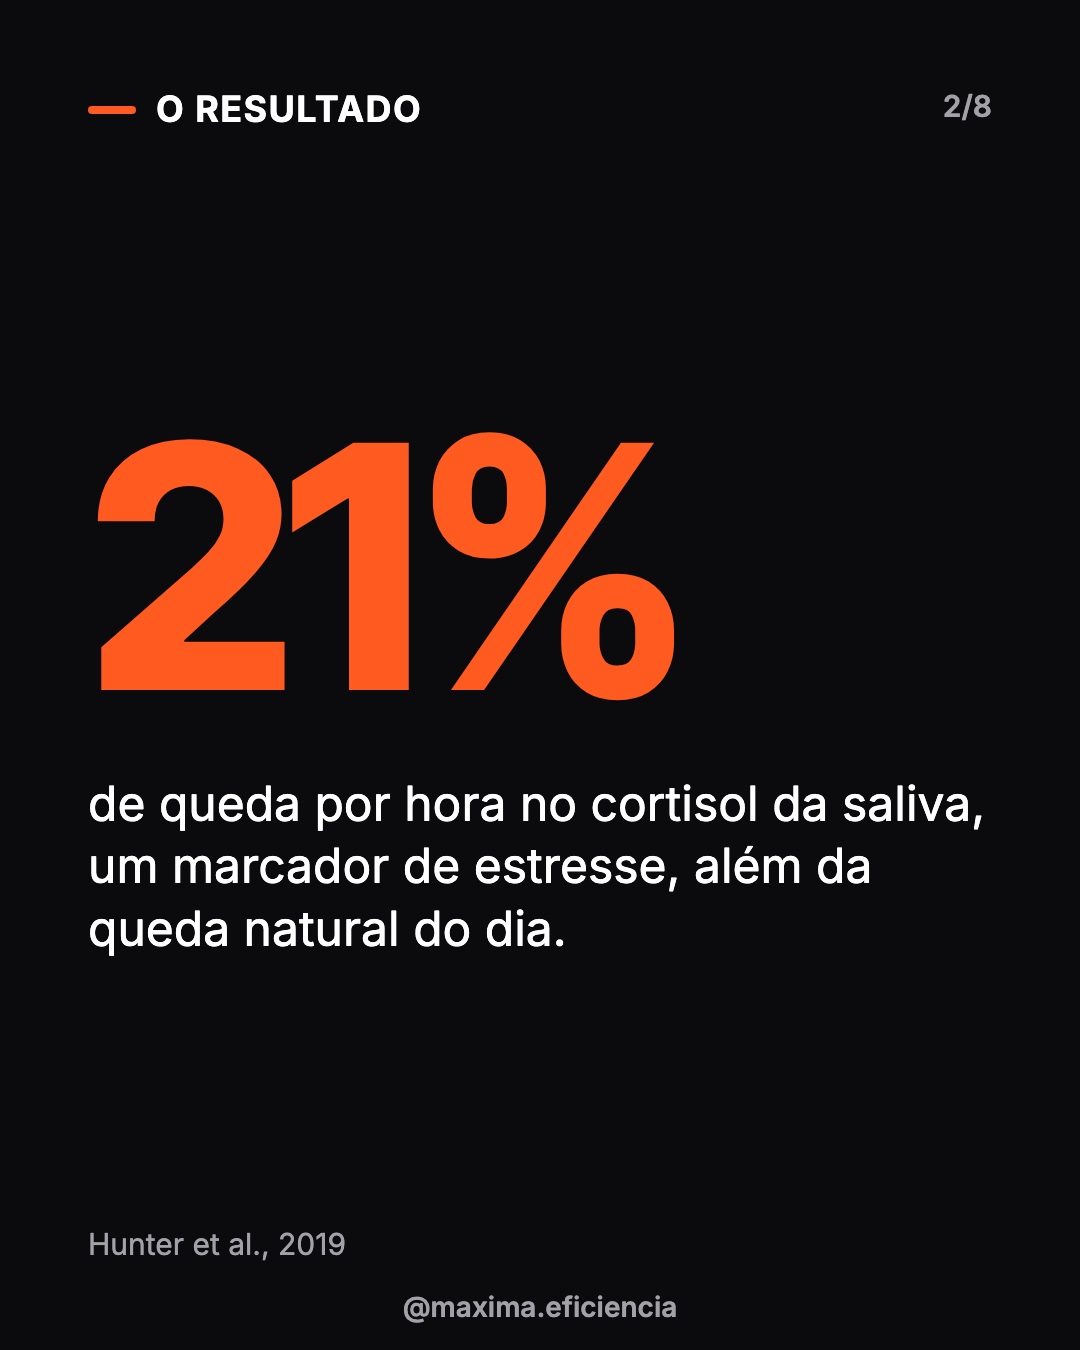 O RESULTADO
2/8
21%
de queda por hora no cortisol da saliva,
um marcador de estresse, além da
queda natural do dia.
Hunter et al., 2019
@maxima.eficiencia